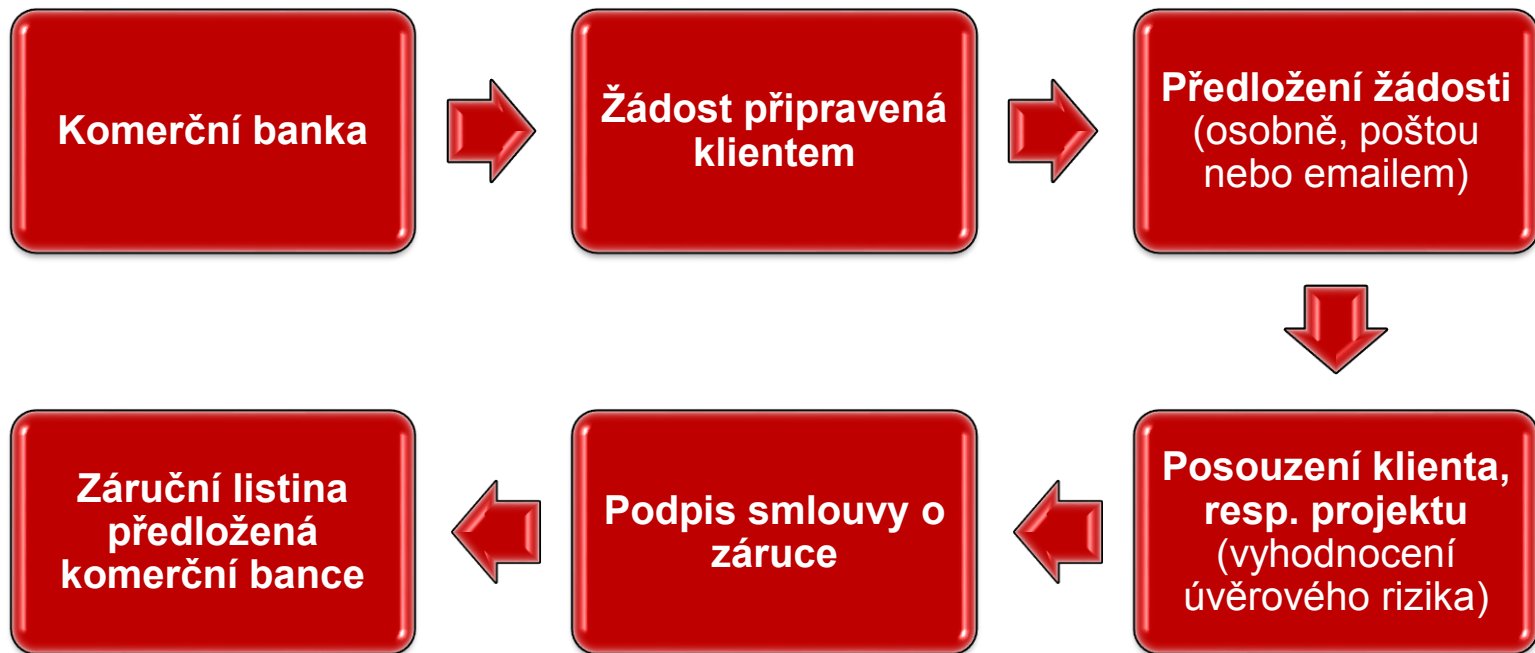 Komerční banka
Žádost připravená
klientem
Předložení žádosti
(osobně, poštou
nebo emailem)
Posouzení klienta,
resp. projektu
(vyhodnocení
úvěrového rizika)
Podpis smlouvy o
záruce
Záruční listina
předložená
komerční bance